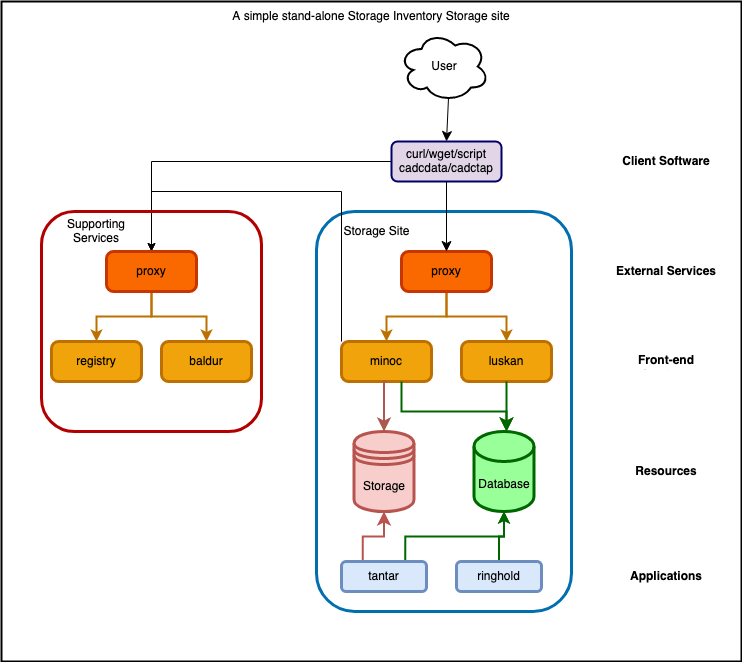 A simple stand-alone Storage Inventory Storage site
User
curl/wget/script
cadcdata/cadctap
Client Software
Supporting
Services
Storage Site
proxy
proxy
External Services
registry
baldur
minoc
luskan
Front-end
Storage
Database
Resources
tantar
ringhold
Applications